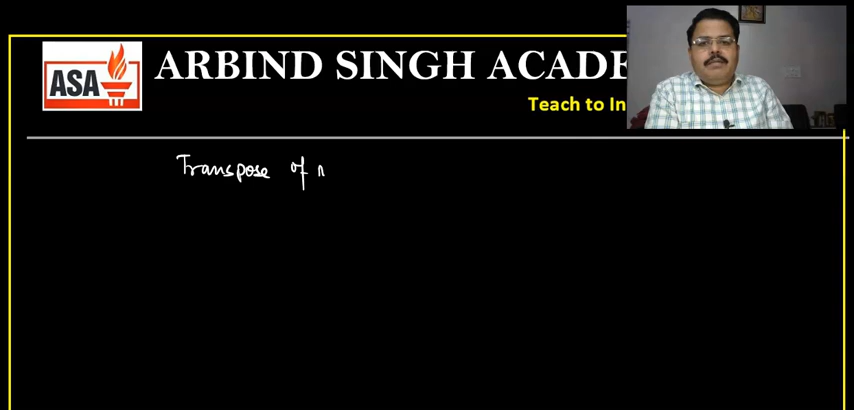 ASA
ARBIND SINGH ACADE
Teach to In
Transpose of